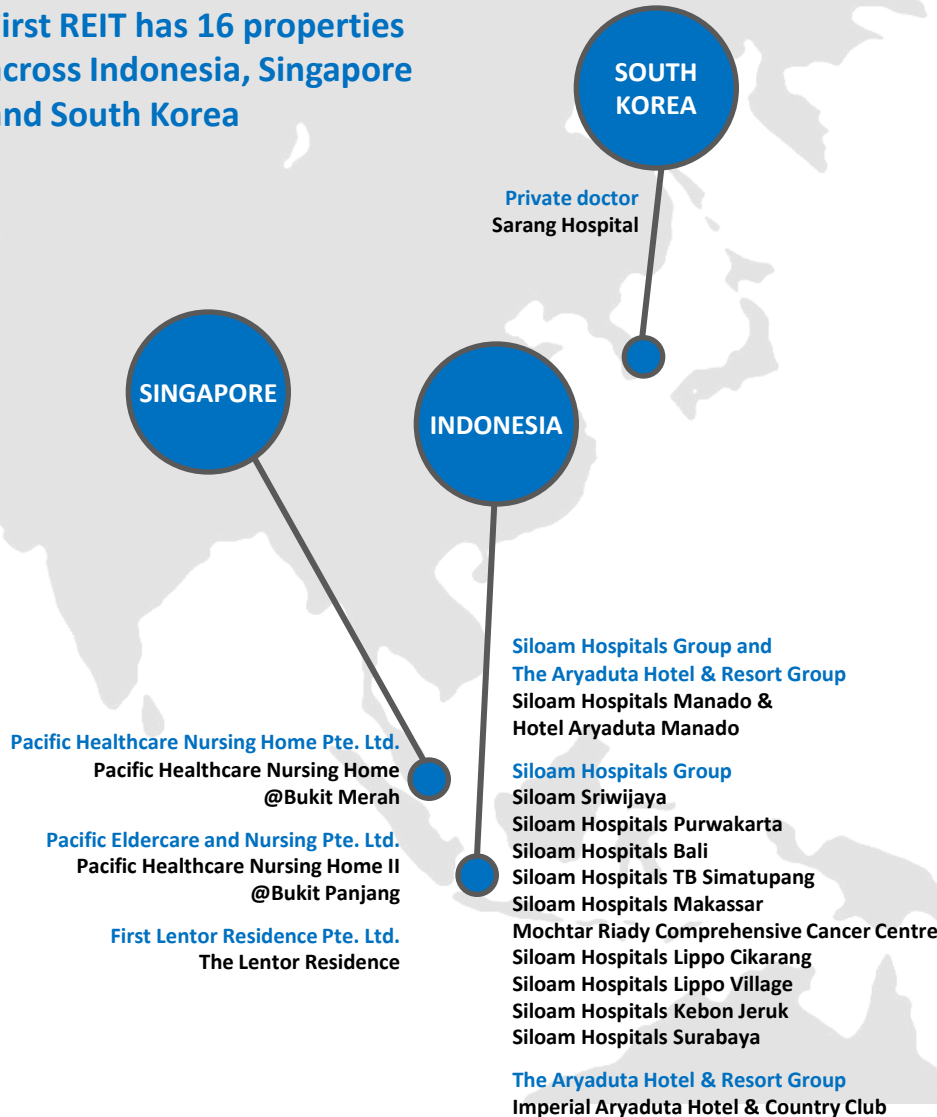 irst REIT has 16 properties
across Indonesia, Singapore
and South Korea
SOUTH
KOREA
Private doctor
Sarang Hospital
SINGAPORE
INDONESIA
Pacific Healthcare Nursing Home Pte. Ltd.
Pacific Healthcare Nursing Home
@Bukit Merah
Pacific Eldercare and Nursing Pte. Ltd.
Pacific Healthcare Nursing Home II
@Bukit Panjang
First Lentor Residence Pte. Ltd.
The Lentor Residence
Siloam Hospitals Group and
The Aryaduta Hotel & Resort Group
Siloam Hospitals Manado &
Hotel Aryaduta Manado
Siloam Hospitals Group
Siloam Sriwijaya
Siloam Hospitals Purwakarta
Siloam Hospitals Bali
Siloam Hospitals TB Simatupang
Siloam Hospitals Makassar
Mochtar Riady Comprehensive Cancer Centre
Siloam Hospitals Lippo Cikarang
Siloam Hospitals Lippo Village
Siloam Hospitals Kebon Jeruk
Siloam Hospitals Surabaya
The Aryaduta Hotel & Resort Group
Imperial Aryaduta Hotel & Country Club